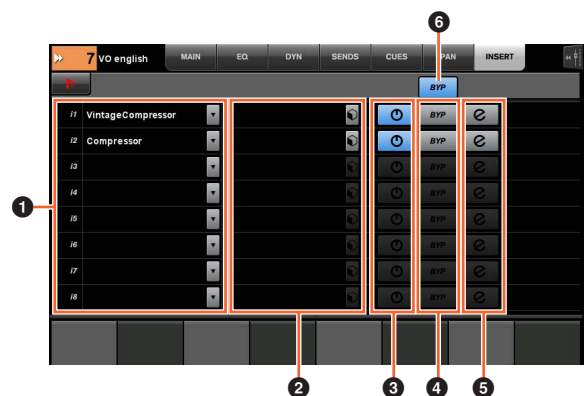 6
7 VO english MAIN EQ DYN SENDS CUES PAN INSERT
BYP
i1 VintageCompressor BYP e
i2 Compressor BYP e
i3 BYP e
i4 BYP e
i5 BYP e
i6 BYP e
i7 BYP e
i8 BYP e
1
2 3 4 5